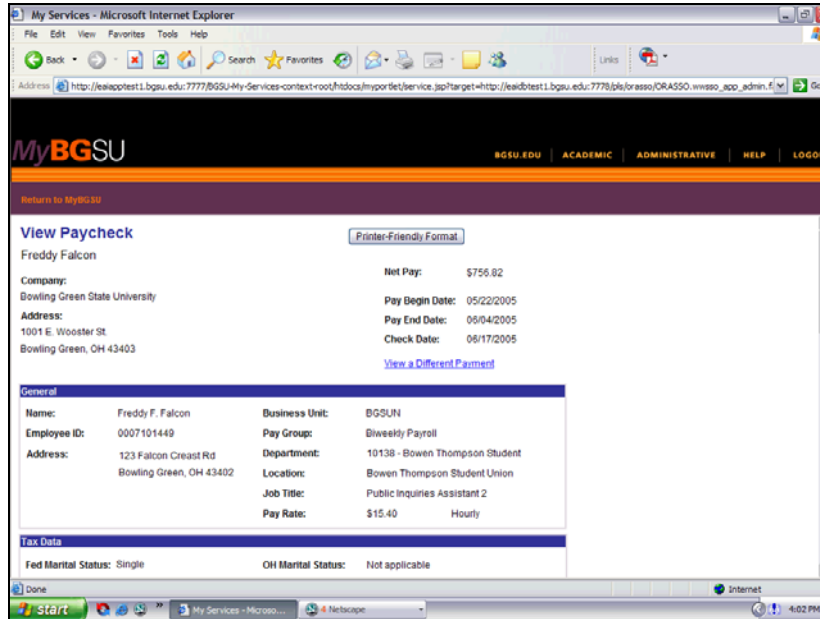 My Services - Microsoft Internet Explorer
File Edit View Favorites Tools Help
Back Search Favorites Links
Address http://eaiapptest1.bgsu.edu:7777/BGSU-My-Services-context-root/htdocs/myportlet/service.jsp?target=http://eaidbtest1.bgsu.edu:7778/pls/orasso/ORASSO.wwsso_app_admin.f Go
MyBGSU
BGSU.EDU ACADEMIC ADMINISTRATIVE HELP LOGO
Return to MyBGSU
View Paycheck Printer-Friendly Format
Freddy Falcon
Net Pay: $756.82
Company:
Bowling Green State University
Pay Begin Date: 05/22/2005
Address:
Pay End Date: 06/04/2005
1001 E. Wooster St.
Check Date: 06/17/2005
Bowling Green, OH 43403
View a Different Payment
General
Name: Freddy F. Falcon Business Unit: BGSUN
Employee ID: 0007101449 Pay Group: Biweekly Payroll
Address: 123 Falcon Creast Rd Department: 10138 - Bowen Thompson Student
Bowling Green, OH 43402 Location: Bowen Thompson Student Union
Job Title: Public Inquiries Assistant 2
Pay Rate: $15.40 Hourly
Tax Data
Fed Marital Status: Single OH Marital Status: Not applicable
Done Internet
start My Services - Microso... 4 Netscape 4:02 PM